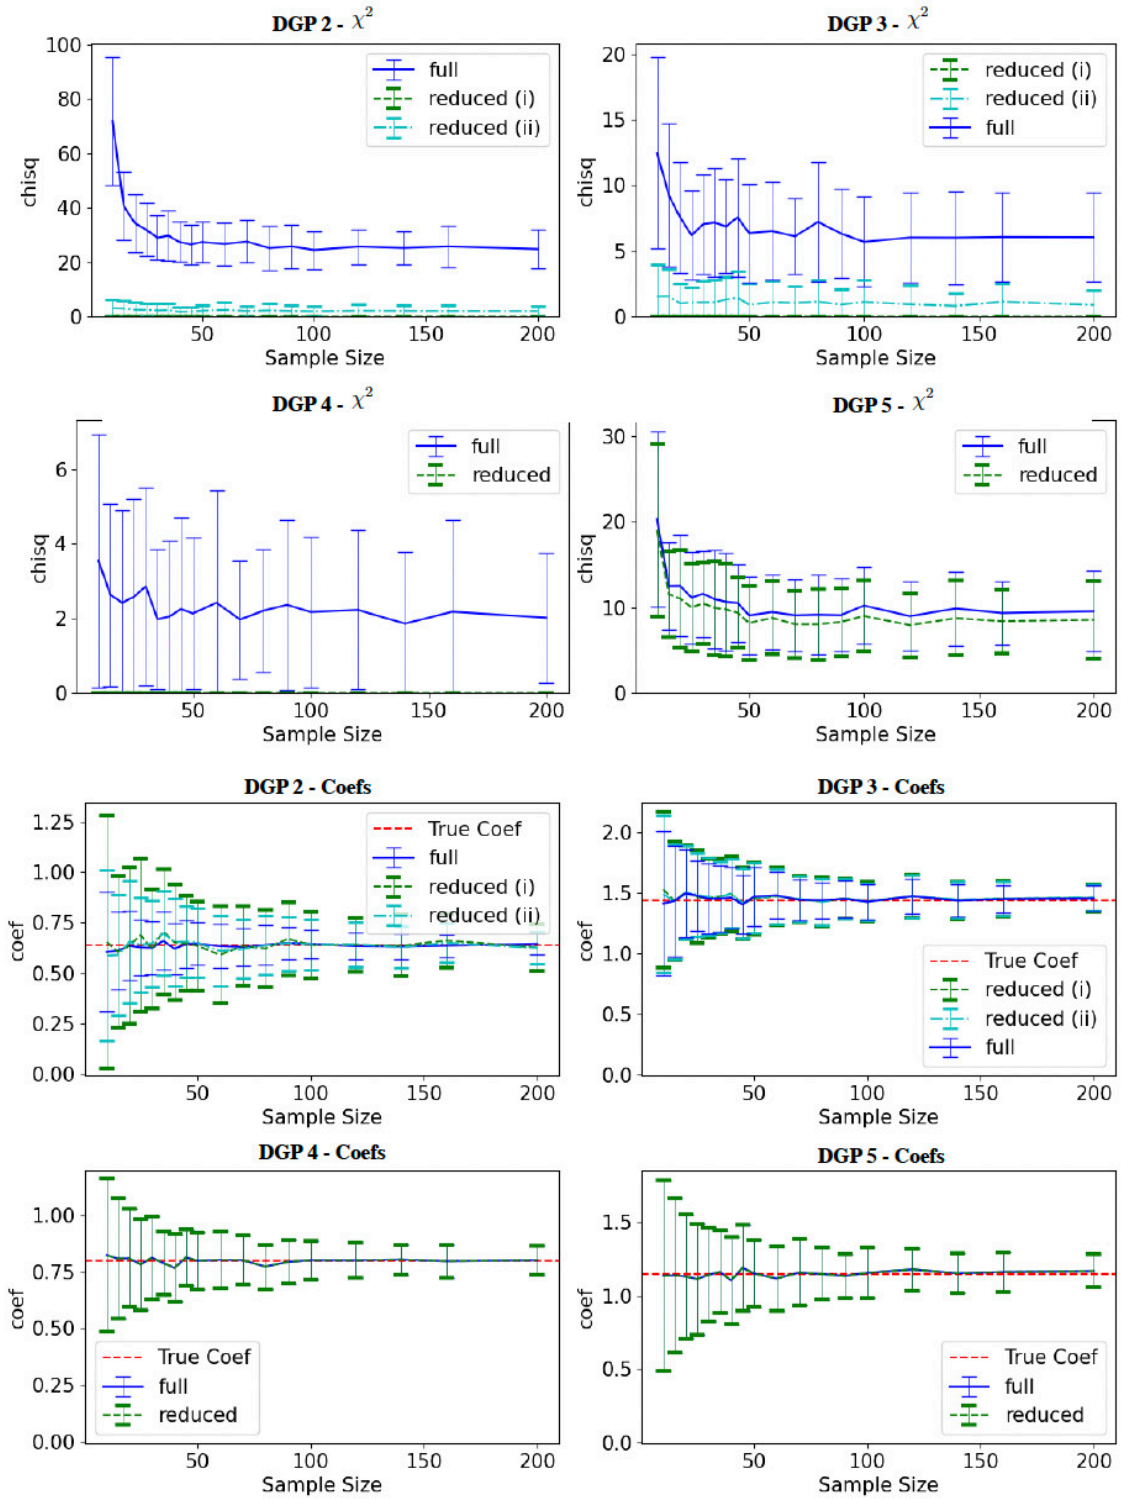 DGP 2 - χ²
100
80
60
40
20
0
chisq
full
reduced (i)
reduced (ii)
50
100
150
200
Sample Size
DGP 3 - χ²
20
15
10
5
0
chisq
reduced (i)
reduced (ii)
full
50
100
150
200
Sample Size
DGP 4 - χ²
6
4
2
0
chisq
full
reduced
50
100
150
200
Sample Size
DGP 5 - χ²
30
20
10
0
chisq
full
reduced
50
100
150
200
Sample Size
DGP 2 - Coefs
1.25
1.00
0.75
0.50
0.25
0.00
coef
True Coef
full
reduced (i)
reduced (ii)
50
100
150
200
Sample Size
DGP 3 - Coefs
2.0
1.5
1.0
0.5
0.0
coef
True Coef
reduced (i)
reduced (ii)
full
50
100
150
200
Sample Size
DGP 4 - Coefs
1.00
0.75
0.50
0.25
0.00
coef
True Coef
full
reduced
50
100
150
200
Sample Size
DGP 5 - Coefs
1.5
1.0
0.5
0.0
coef
True Coef
full
reduced
50
100
150
200
Sample Size